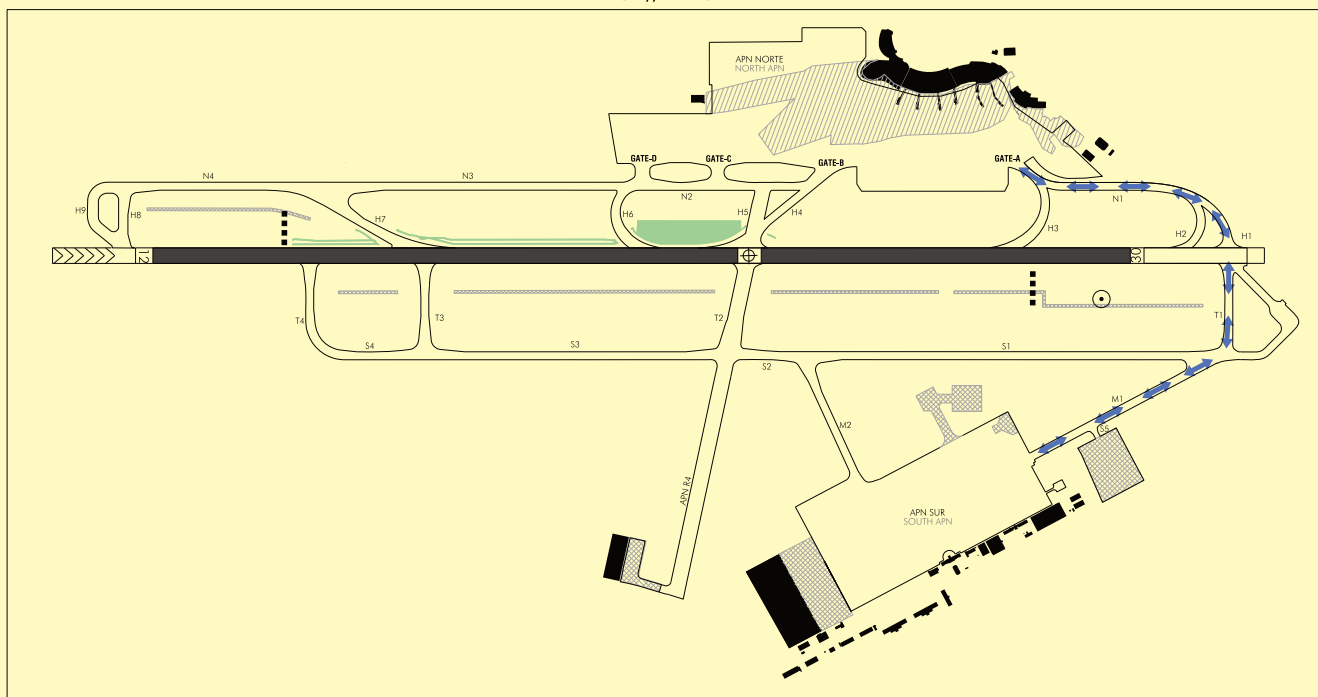 APN NORTE
NORTH APN
GATE-D
GATE-C
GATE-B
GATE-A
N4
N3
N2
N1
H9
H8
H7
H6
H5
H4
H3
H2
H1
12
30
T4
T3
T2
T1
S4
S3
S2
S1
M1
M2
S5
APN R4
APN SUR
SOUTH APN